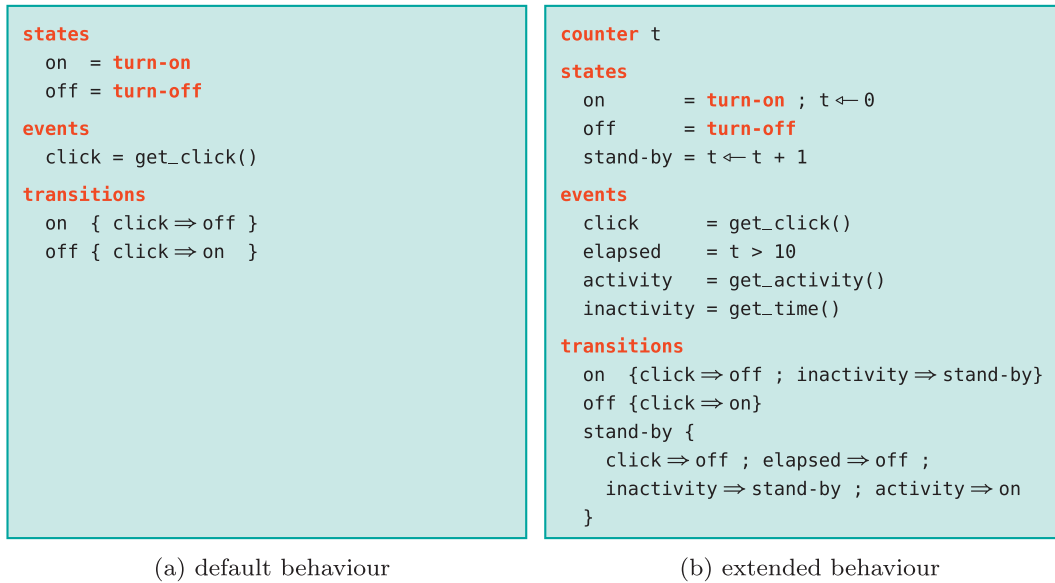 states
on = turn-on
off = turn-off
events
click = get_click()
transitions
on { click ⇒ off }
off { click ⇒ on }
(a) default behaviour
counter t
states
on = turn-on ; t ⇽ 0
off = turn-off
stand-by = t ⇽ t + 1
events
click = get_click()
elapsed = t > 10
activity = get_activity()
inactivity = get_time()
transitions
on {click ⇒ off ; inactivity ⇒ stand-by}
off {click ⇒ on}
stand-by {
click ⇒ off ; elapsed ⇒ off ;
inactivity ⇒ stand-by ; activity ⇒ on
}
(b) extended behaviour